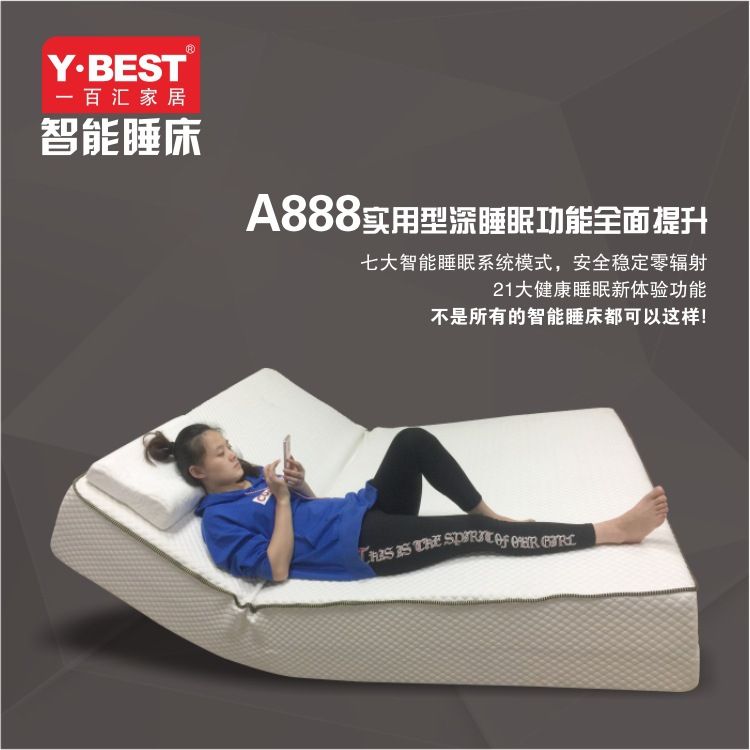 Y·BEST®
一百汇家居
智能睡床
A888实用型深睡眠功能全面提升
七大智能睡眠系统模式，安全稳定零辐射
21大健康睡眠新体验功能
不是所有的智能睡床都可以这样!
THIS IS THE SPIRIT OF OUR GIRL